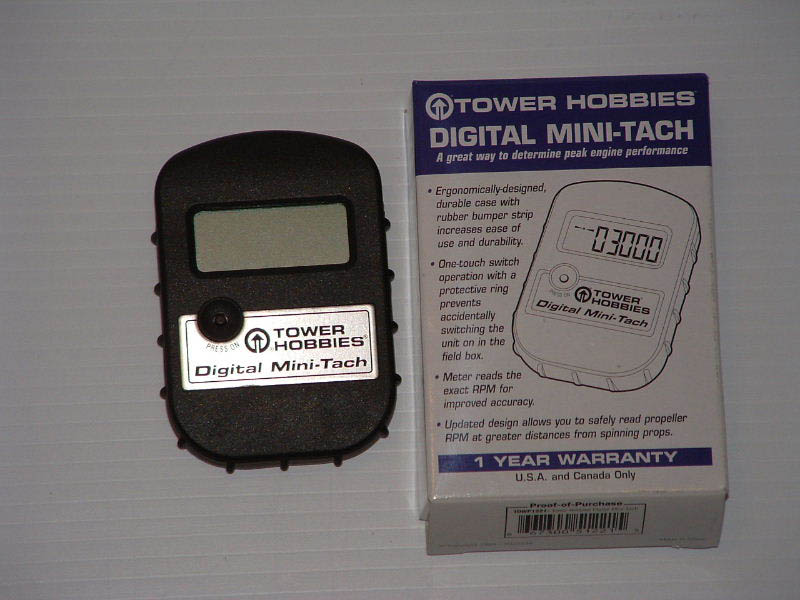 PRESS ON
TOWER
HOBBIES
Digital Mini-Tach
TOWER HOBBIES
DIGITAL MINI-TACH
A great way to determine peak engine performance
• Ergonomically-designed,
durable case with
rubber bumper strip
increases ease of
use and durability.
• One-touch switch
operation with a
protective ring
prevents
accidentally
switching the
unit on in the
field box.
• Meter reads the
exact RPM for
improved accuracy.
• Updated design allows you to safely read propeller
RPM at greater distances from spinning props.
03000
PRESS ON
TOWER
HOBBIES
Digital Mini-Tach
1 YEAR WARRANTY
U.S.A. and Canada Only
Proof-of-Purchase